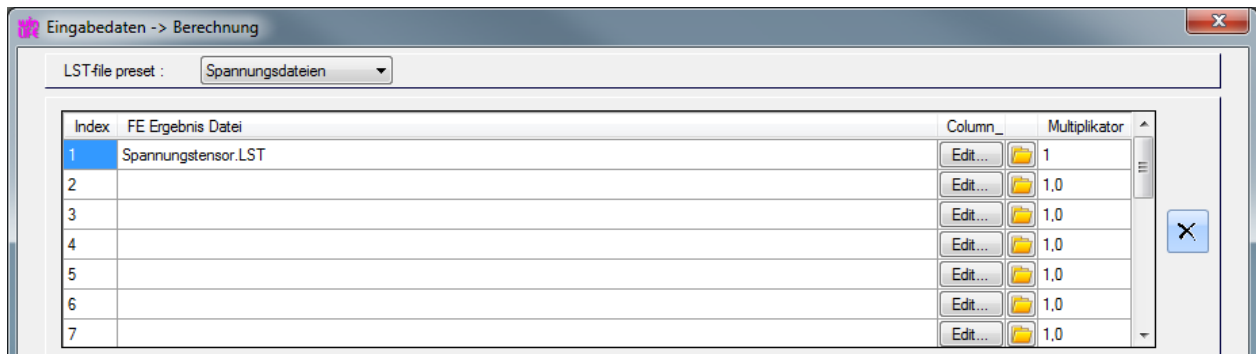 win LIFE Eingabedaten -> Berechnung X
LST-file preset : Spannungsdateien
Index FE Ergebnis Datei Column_ Multiplikator
1 Spannungstensor.LST Edit... 1
2 Edit... 1,0
3 Edit... 1,0
4 Edit... 1,0
5 Edit... 1,0
6 Edit... 1,0
7 Edit... 1,0